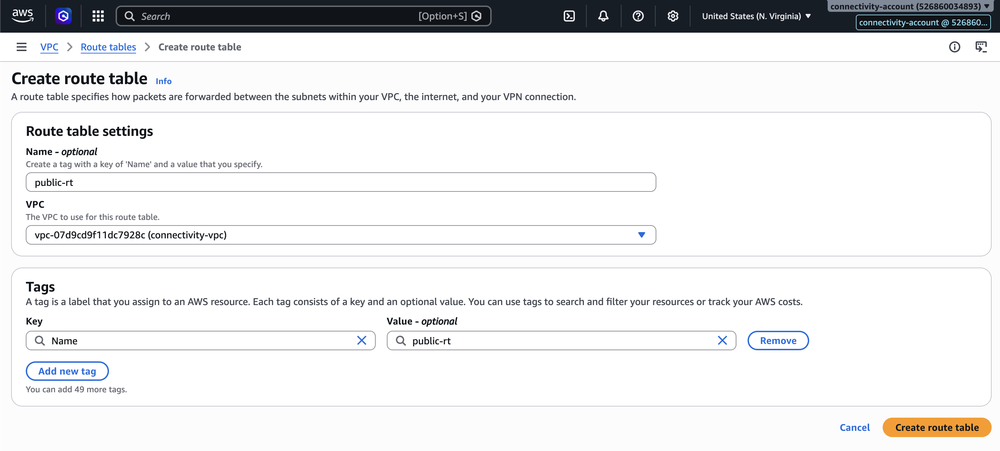 aws
Search
[Option+S]
United States (N. Virginia)
connectivity-account (526860034893)
connectivity-account @ 526860...
VPC
Route tables
Create route table
Create route table
Info
A route table specifies how packets are forwarded between the subnets within your VPC, the internet, and your VPN connection.
Route table settings
Name - optional
Create a tag with a key of 'Name' and a value that you specify.
public-rt
VPC
The VPC to use for this route table.
vpc-07d9cd9f11dc7928c (connectivity-vpc)
Tags
A tag is a label that you assign to an AWS resource. Each tag consists of a key and an optional value. You can use tags to search and filter your resources or track your AWS costs.
Key
Value - optional
Name
public-rt
Remove
Add new tag
You can add 49 more tags.
Cancel
Create route table